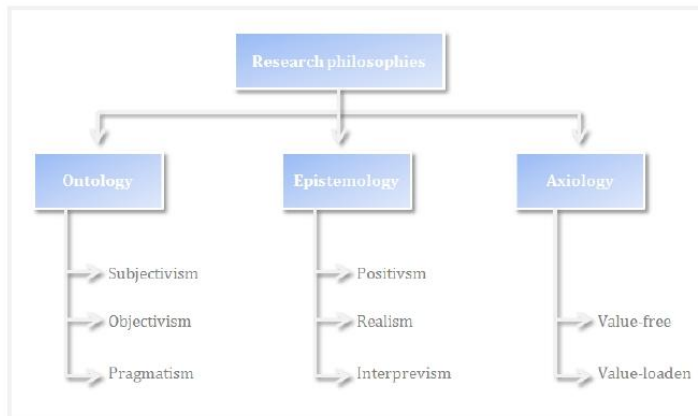 Research philosophies
Ontology
Subjectivism
Objectivism
Pragmatism
Epistemology
Positivsm
Realism
Interprevism
Axiology
Value-free
Value-loaden